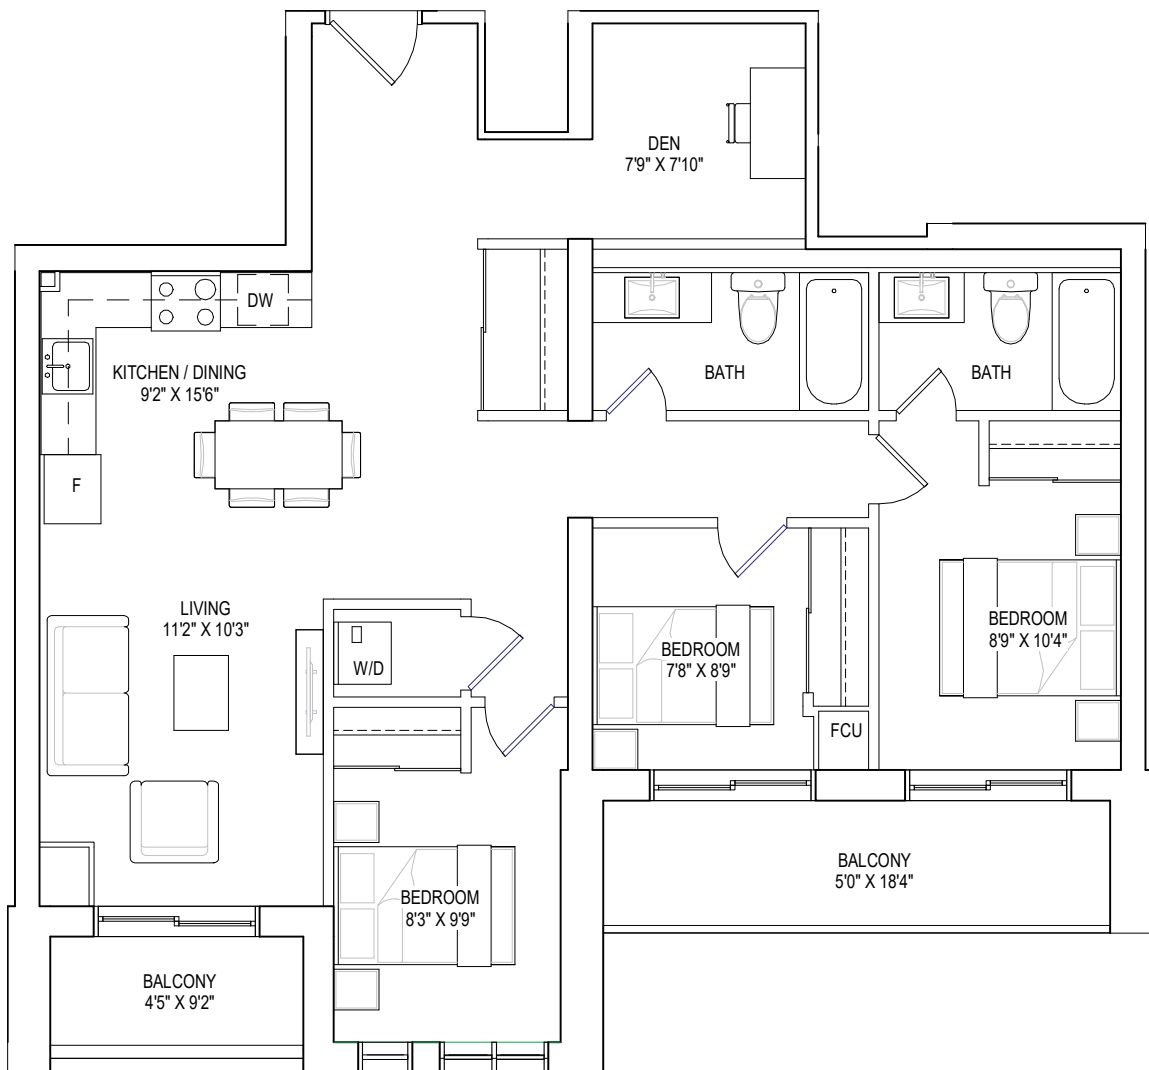 DEN
7'9" X 7'10"
DW
KITCHEN / DINING
9'2" X 15'6"
BATH
BATH
F
LIVING
11'2" X 10'3"
W/D
BEDROOM
7'8" X 8'9"
BEDROOM
8'9" X 10'4"
FCU
BALCONY
5'0" X 18'4"
BEDROOM
8'3" X 9'9"
BALCONY
4'5" X 9'2"